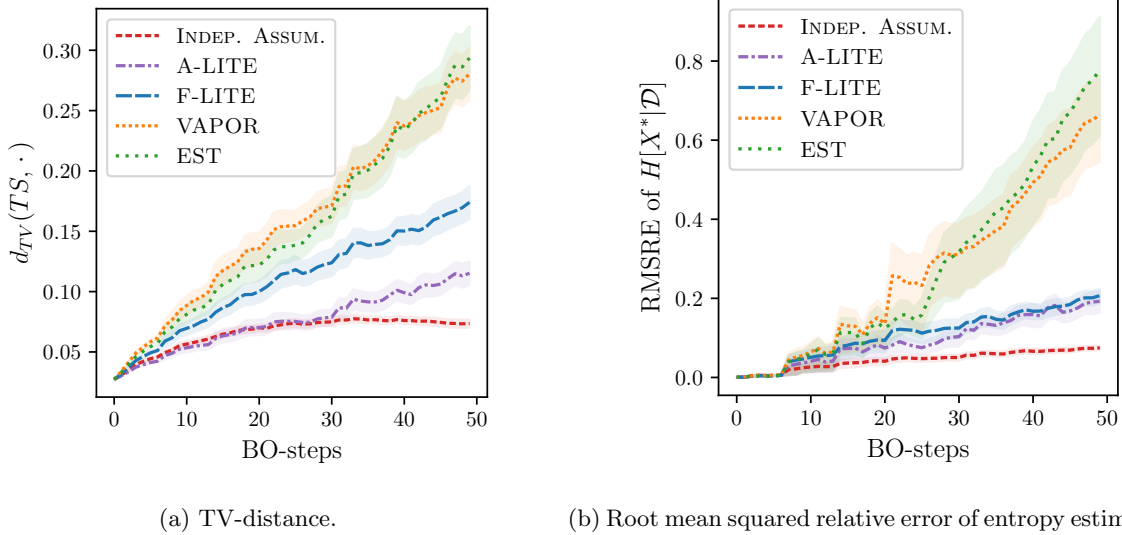 INDEP. ASSUM.
A-LITE
F-LITE
VAPOR
EST
0.30
0.25
0.20
0.15
0.10
0.05
d_{TV}(TS, ·)
0
10
20
30
40
50
BO-steps
(a) TV-distance.
INDEP. ASSUM.
A-LITE
F-LITE
VAPOR
EST
0.8
0.6
0.4
0.2
0.0
RMSRE of H[X*|𝒟]
0
10
20
30
40
50
BO-steps
(b) Root mean squared relative error of entropy estim